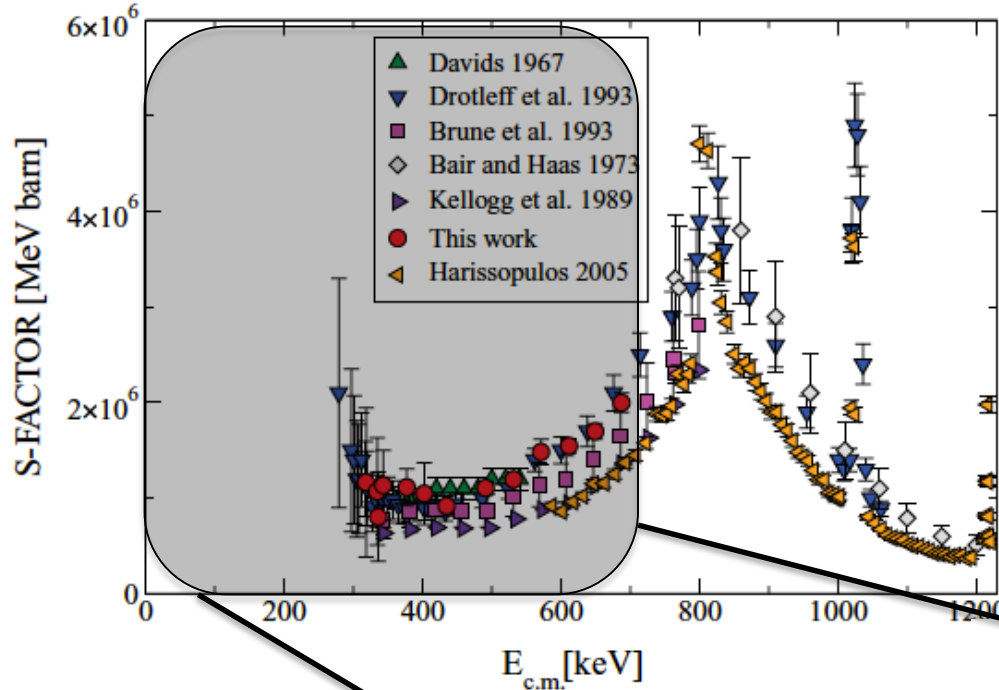 6×10⁶
4×10⁶
2×10⁶
0
S-FACTOR [MeV barn]
Davids 1967
Drotleff et al. 1993
Brune et al. 1993
Bair and Haas 1973
Kellogg et al. 1989
This work
Harissopulos 2005
0 200 400 600 800 1000 1200
E_c.m.[keV]